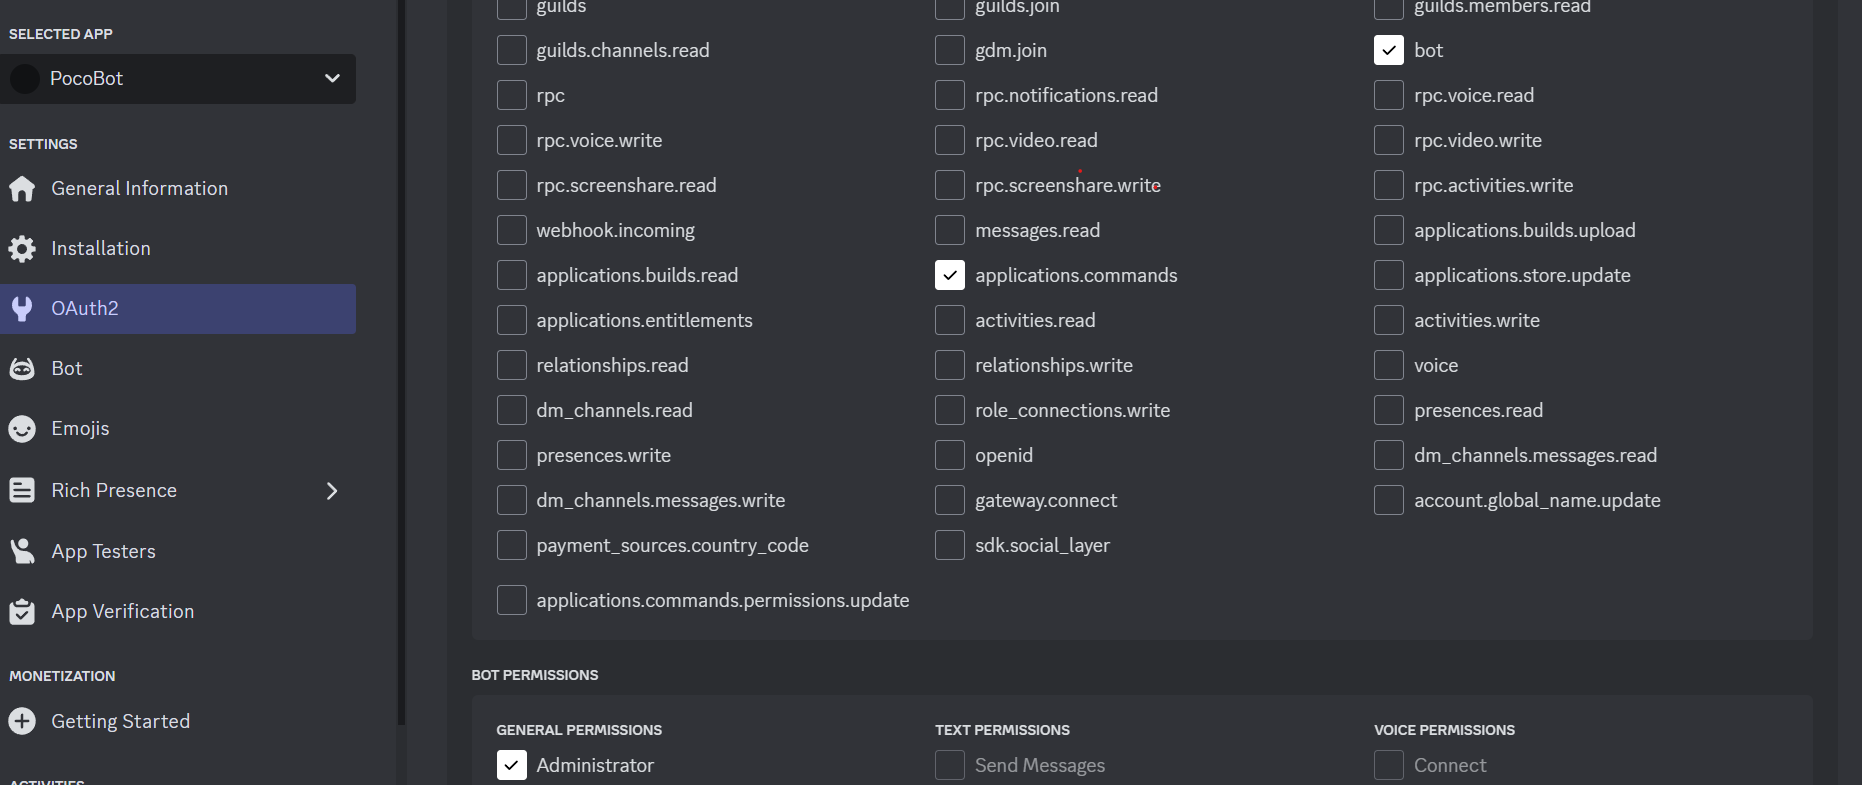 SELECTED APP
PocoBot
SETTINGS
General Information
Installation
OAuth2
Bot
Emojis
Rich Presence
App Testers
App Verification
MONETIZATION
Getting Started
ACTIVITIES
guilds
guilds.join
guilds.members.read
guilds.channels.read
gdm.join
bot
rpc
rpc.notifications.read
rpc.voice.read
rpc.voice.write
rpc.video.read
rpc.video.write
rpc.screenshare.read
rpc.screenshare.write
rpc.activities.write
webhook.incoming
messages.read
applications.builds.upload
applications.builds.read
applications.commands
applications.store.update
applications.entitlements
activities.read
activities.write
relationships.read
relationships.write
voice
dm_channels.read
role_connections.write
presences.read
presences.write
openid
dm_channels.messages.read
dm_channels.messages.write
gateway.connect
account.global_name.update
payment_sources.country_code
sdk.social_layer
applications.commands.permissions.update
BOT PERMISSIONS
GENERAL PERMISSIONS
TEXT PERMISSIONS
VOICE PERMISSIONS
Administrator
Send Messages
Connect